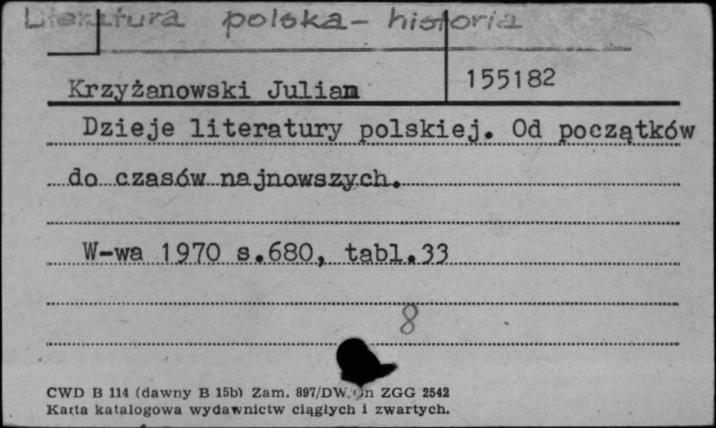 Literatura polska - historia
Krzyżanowski Julian 155182
Dzieje literatury polskiej. Od początków
do czasów najnowszych.
W-wa 1970 s.680, tabl.33
8
CWD B 114 (dawny B 15b) Zam. 897/DW. Gn ZGG 2542
Karta katalogowa wydawnictw ciągłych i zwartych.